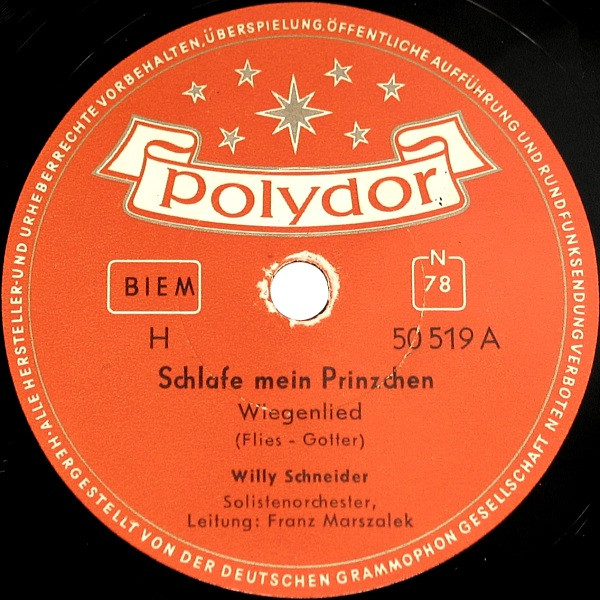 ALLE HERSTELLER- UND URHEBERRECHTE VORBEHALTEN, ÜBERSPIELUNG, ÖFFENTLICHE AUFFÜHRUNG UND RUNDFUNKSENDUNG VERBOTEN
polydor
BIEM
N
78
H
50 519 A
Schlafe mein Prinzchen
Wiegenlied
(Flies - Gotter)
Willy Schneider
Solistenorchester,
Leitung: Franz Marszalek
HERGESTELLT VON DER DEUTSCHEN GRAMMOPHON GESELLSCHAFT